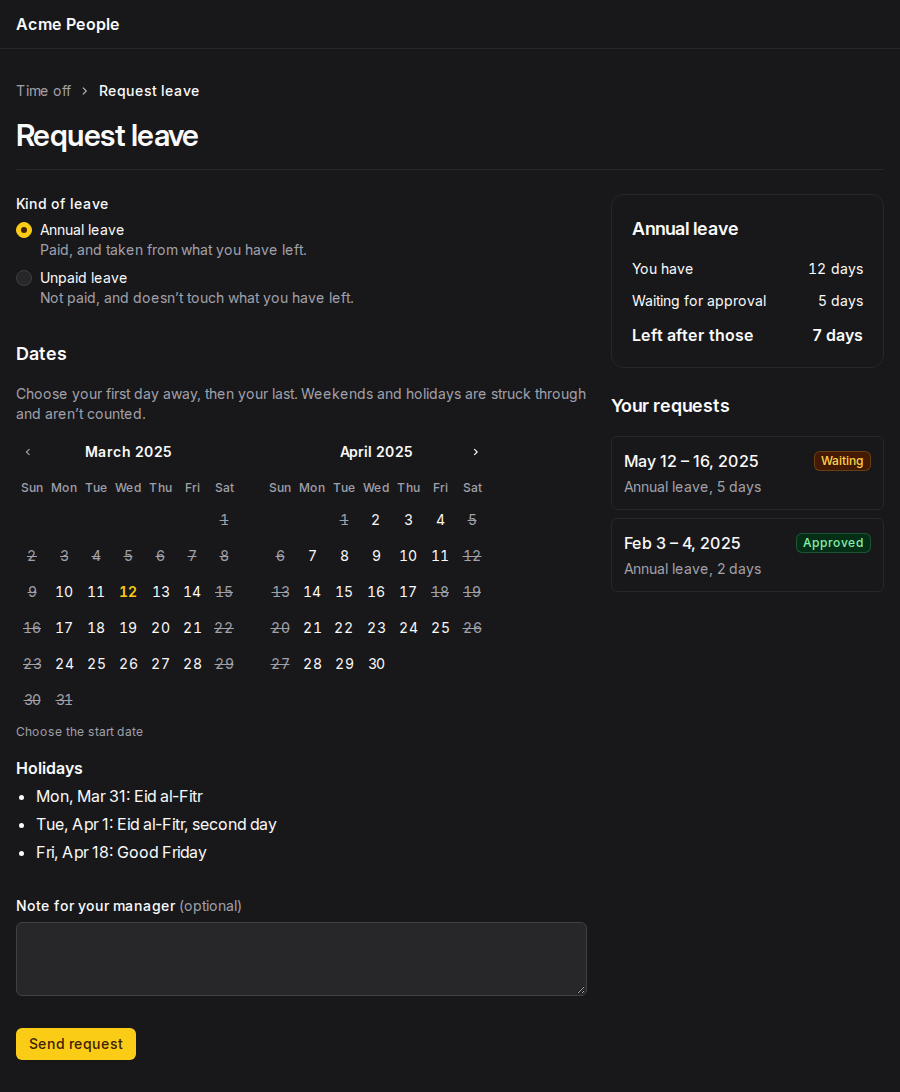 Acme People
Time off › Request leave
Request leave
Kind of leave
Annual leave
Paid, and taken from what you have left.
Unpaid leave
Not paid, and doesn’t touch what you have left.
Dates
Choose your first day away, then your last. Weekends and holidays are struck through
and aren’t counted.
March 2025
Sun Mon Tue Wed Thu Fri Sat
1
2 3 4 5 6 7 8
9 10 11 12 13 14 15
16 17 18 19 20 21 22
23 24 25 26 27 28 29
30 31
April 2025
Sun Mon Tue Wed Thu Fri Sat
1 2 3 4 5
6 7 8 9 10 11 12
13 14 15 16 17 18 19
20 21 22 23 24 25 26
27 28 29 30
Choose the start date
Holidays
Mon, Mar 31: Eid al-Fitr
Tue, Apr 1: Eid al-Fitr, second day
Fri, Apr 18: Good Friday
Note for your manager (optional)
Send request
Annual leave
You have 12 days
Waiting for approval 5 days
Left after those 7 days
Your requests
May 12 – 16, 2025 Waiting
Annual leave, 5 days
Feb 3 – 4, 2025 Approved
Annual leave, 2 days